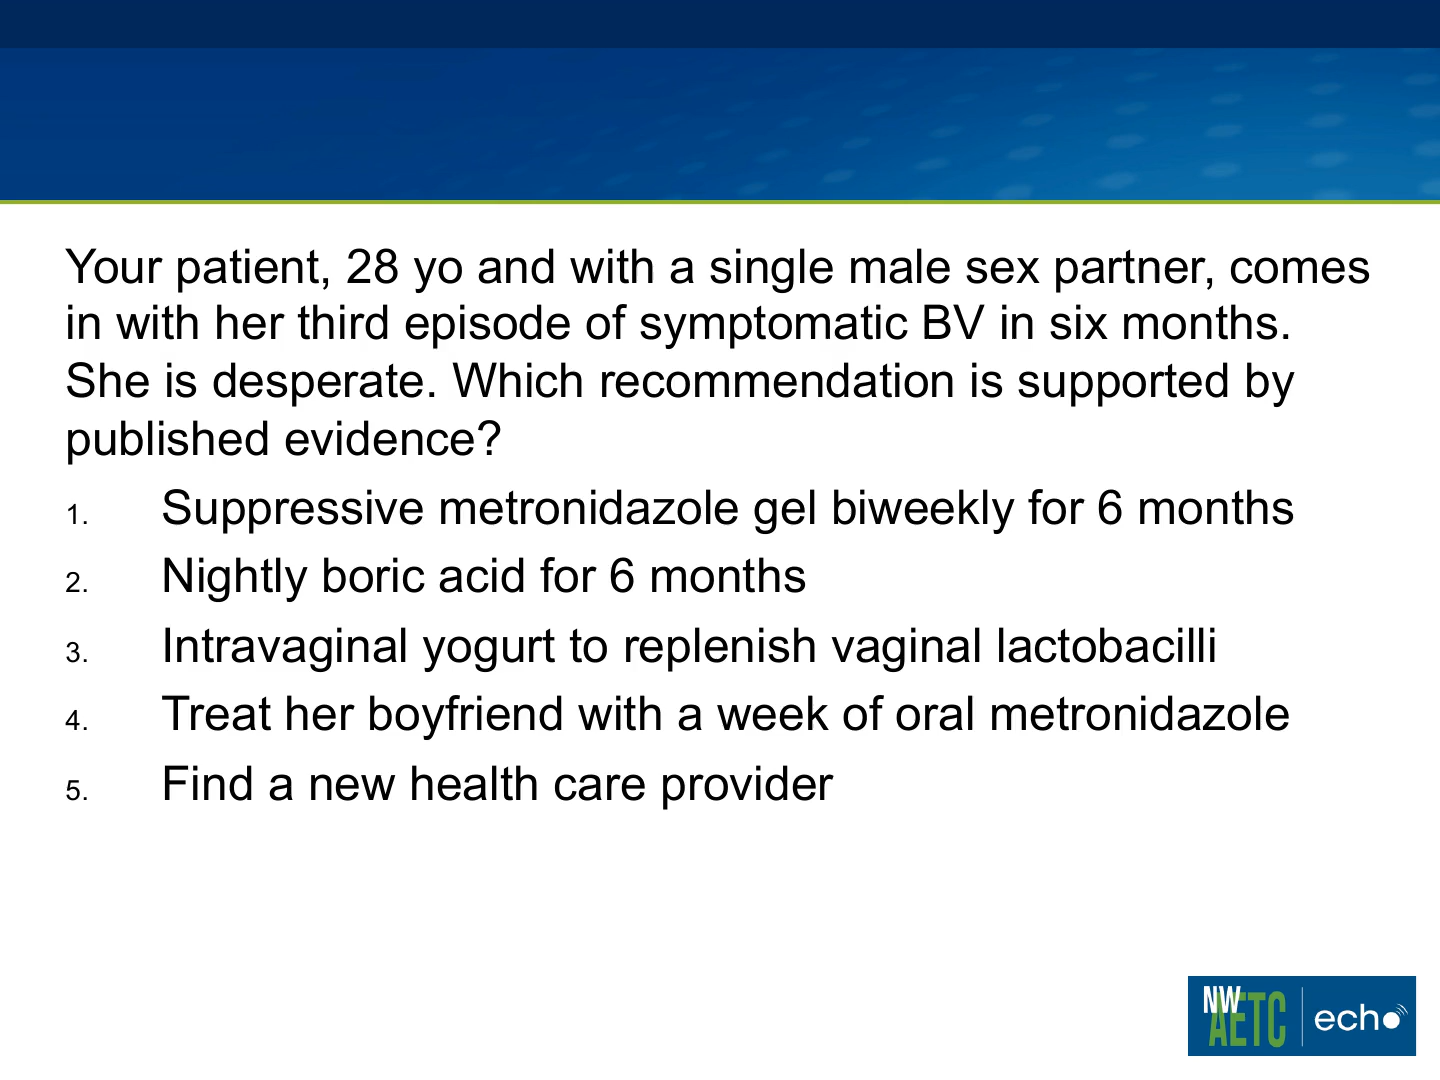 Your patient, 28 yo and with a single male sex partner, comes
in with her third episode of symptomatic BV in six months.
She is desperate. Which recommendation is supported by
published evidence?
1. Suppressive metronidazole gel biweekly for 6 months
2. Nightly boric acid for 6 months
3. Intravaginal yogurt to replenish vaginal lactobacilli
4. Treat her boyfriend with a week of oral metronidazole
5. Find a new health care provider
NW
AETC
echo